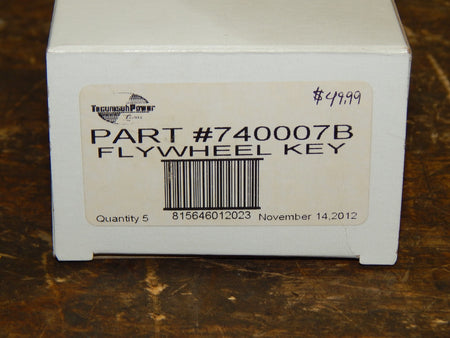 TecumsehPower
$49.99
PART #740007B
FLYWHEEL KEY
Quantity 5 815646012023 November 14,2012